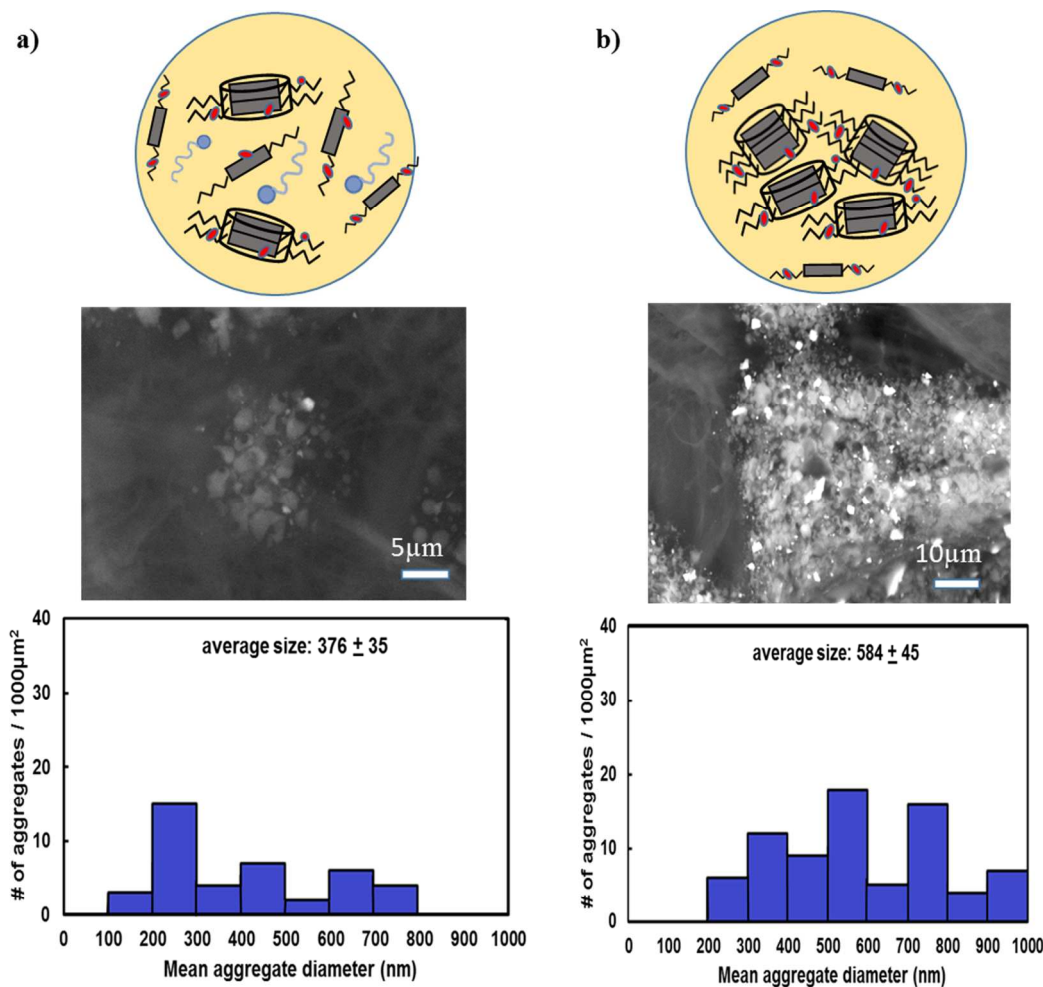 a)
b)
5µm
10µm
average size: 376 ± 35
# of aggregates / 1000µm²
40
30
20
10
0
0 100 200 300 400 500 600 700 800 900 1000
Mean aggregate diameter (nm)
average size: 584 ± 45
# of aggregates / 1000µm²
40
30
20
10
0
0 100 200 300 400 500 600 700 800 900 1000
Mean aggregate diameter (nm)